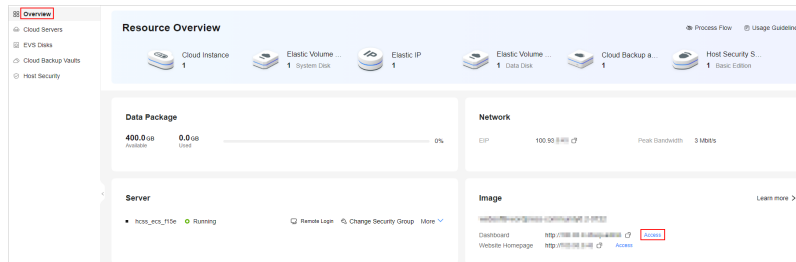 Overview
Cloud Servers
EVS Disks
Cloud Backup Vaults
Host Security
Resource Overview
Process Flow Usage Guideline
Cloud Instance
1
Elastic Volume ...
1 System Disk
Elastic IP
1
Elastic Volume ...
1 Data Disk
Cloud Backup a...
1
Host Security S...
1 Basic Edition
Data Package
400.0 GB 0.0 GB 0%
Available Used
Network
EIP 100.93 Peak Bandwidth 3 Mbit/s
Server
hcss_ecs_f15e Running Remote Login Change Security Group More
Image Learn more
Dashboard http:// Access
Website Homepage http:// Access